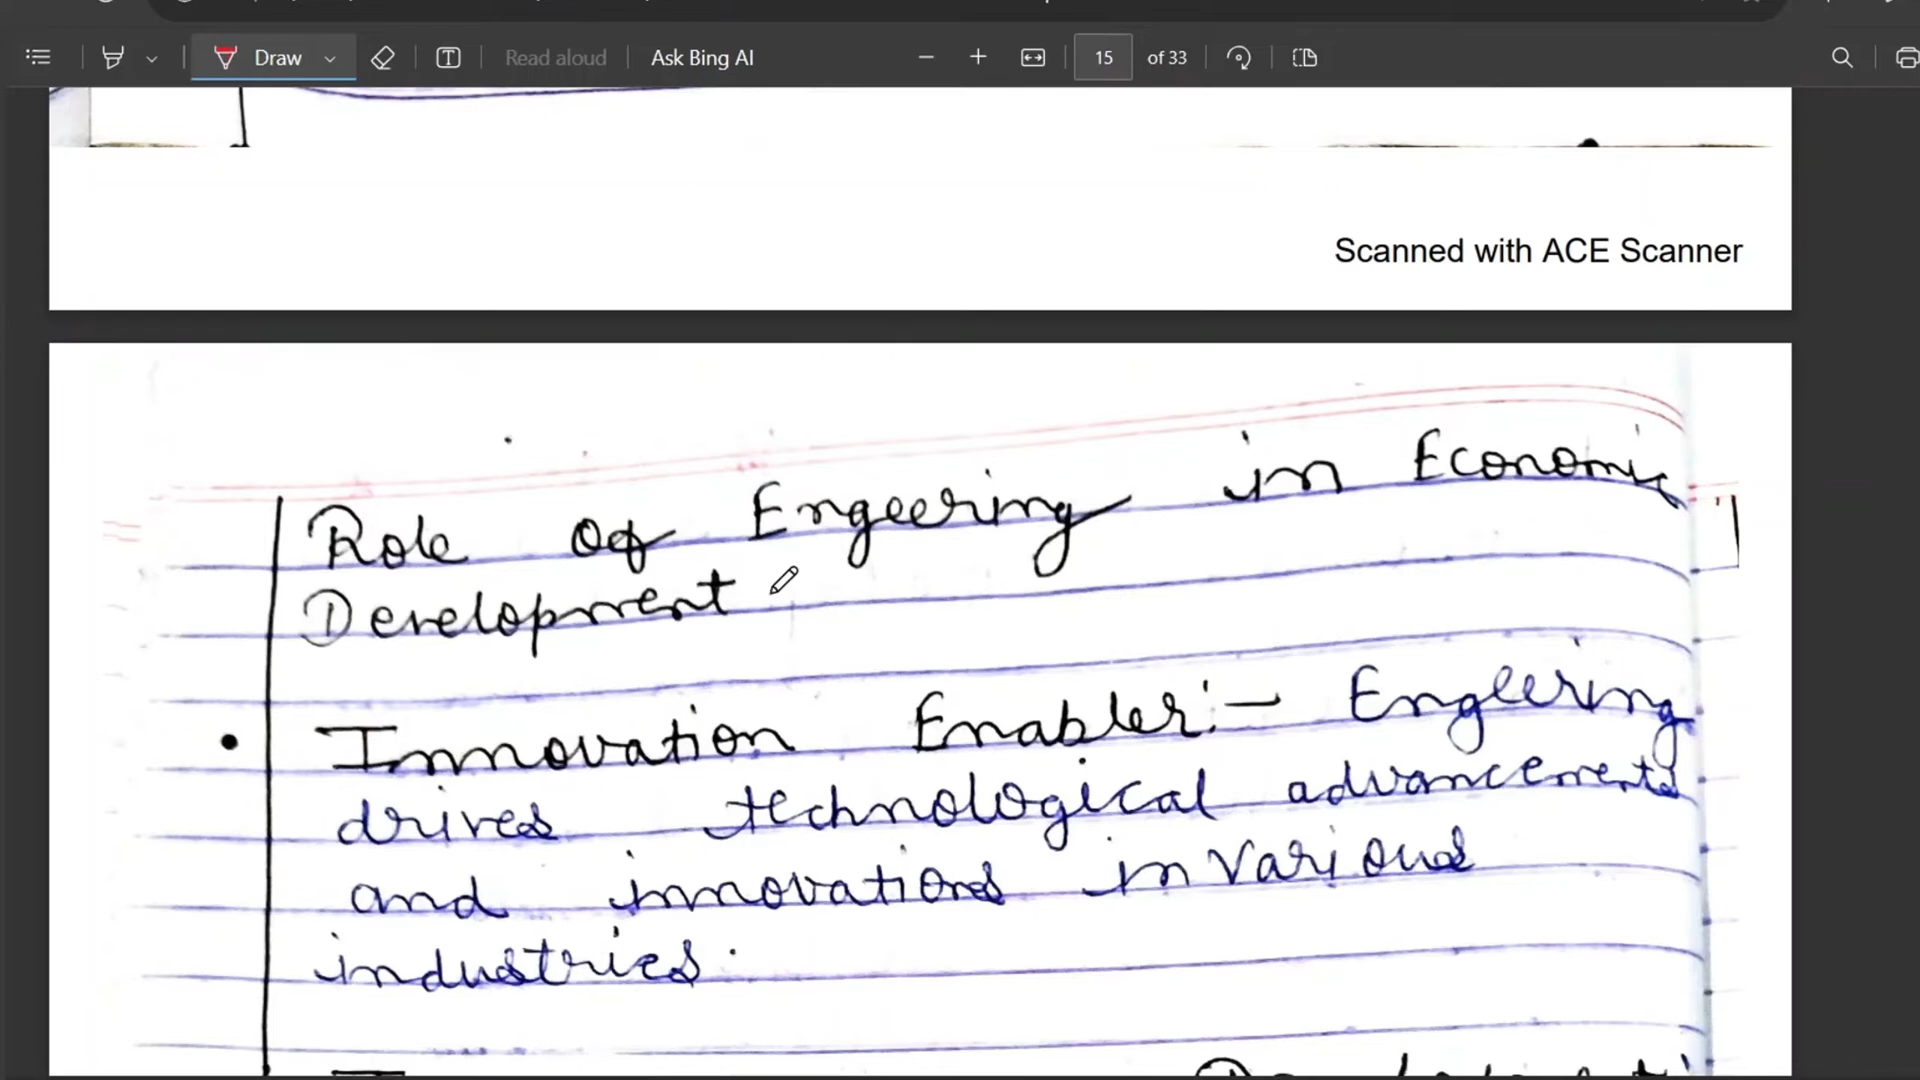 Draw
Read aloud
Ask Bing AI
15 of 33
Scanned with ACE Scanner
Role of Engeering in Economic
Development
• Innovation Enabler:- Engleering
drives technological advancements
and innovations in various
industries.